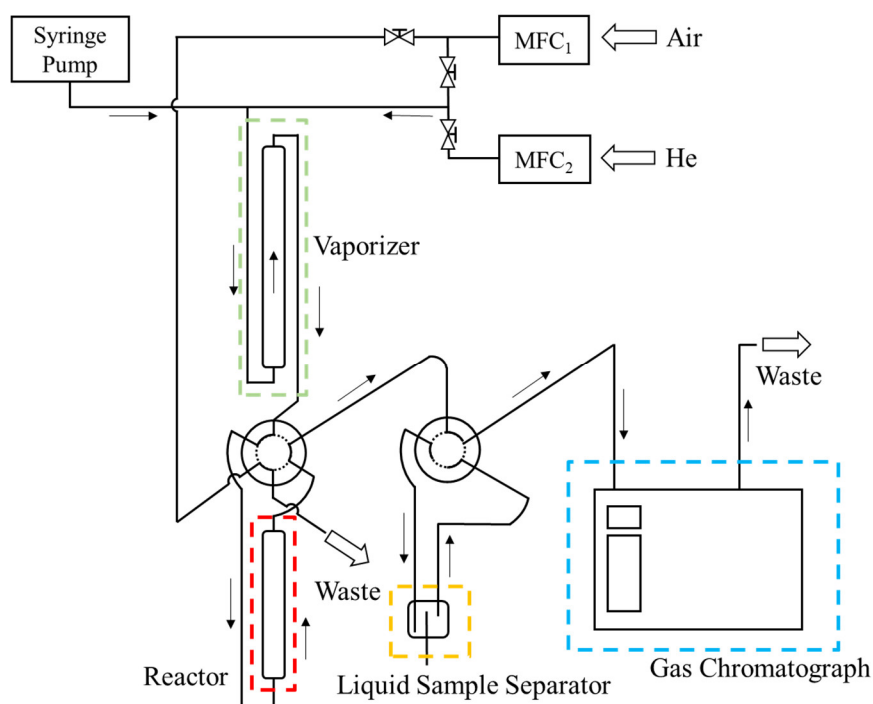 Syringe
Pump
MFC₁
Air
MFC₂
He
Vaporizer
Waste
Waste
Reactor
Liquid Sample Separator
Gas Chromatograph